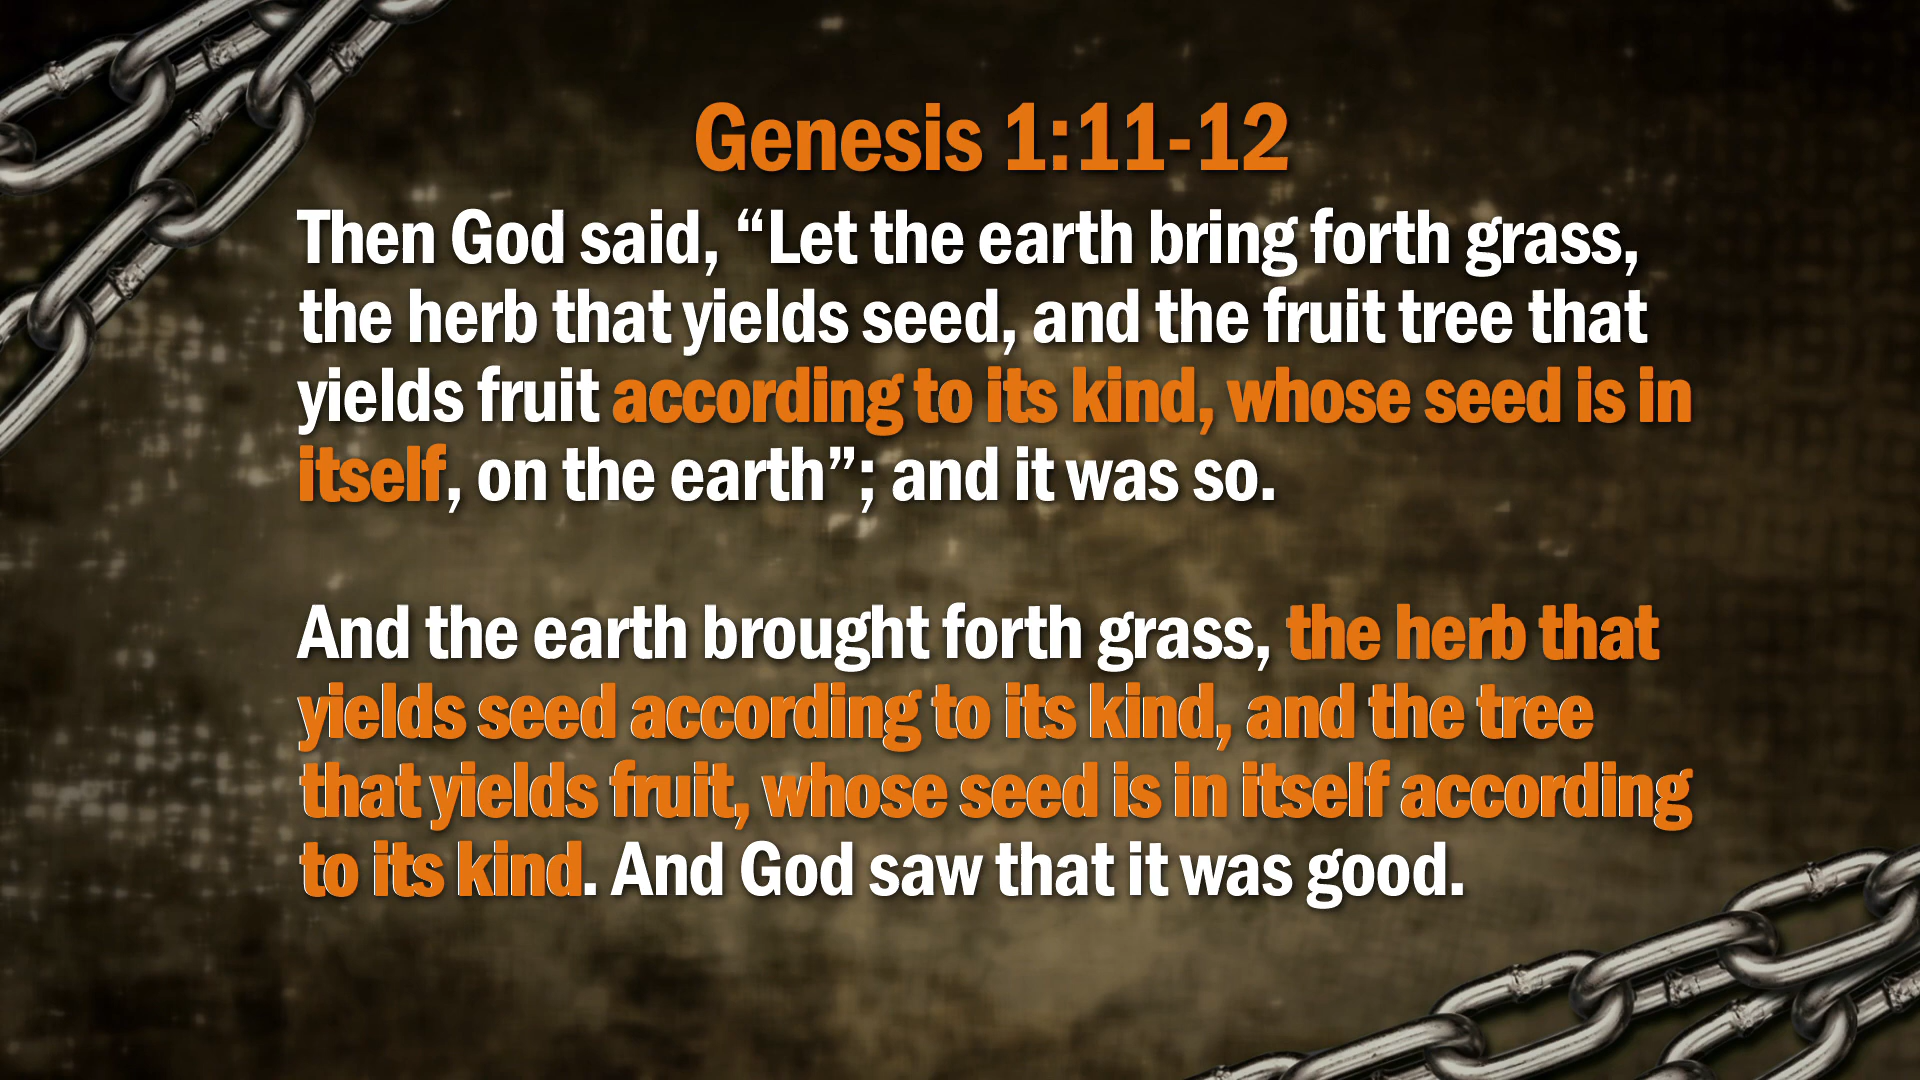 Genesis 1:11-12
Then God said, “Let the earth bring forth grass,
the herb that yields seed, and the fruit tree that
yields fruit according to its kind, whose seed is in
itself, on the earth”; and it was so.
And the earth brought forth grass, the herb that
yields seed according to its kind, and the tree
that yields fruit, whose seed is in itself according
to its kind. And God saw that it was good.